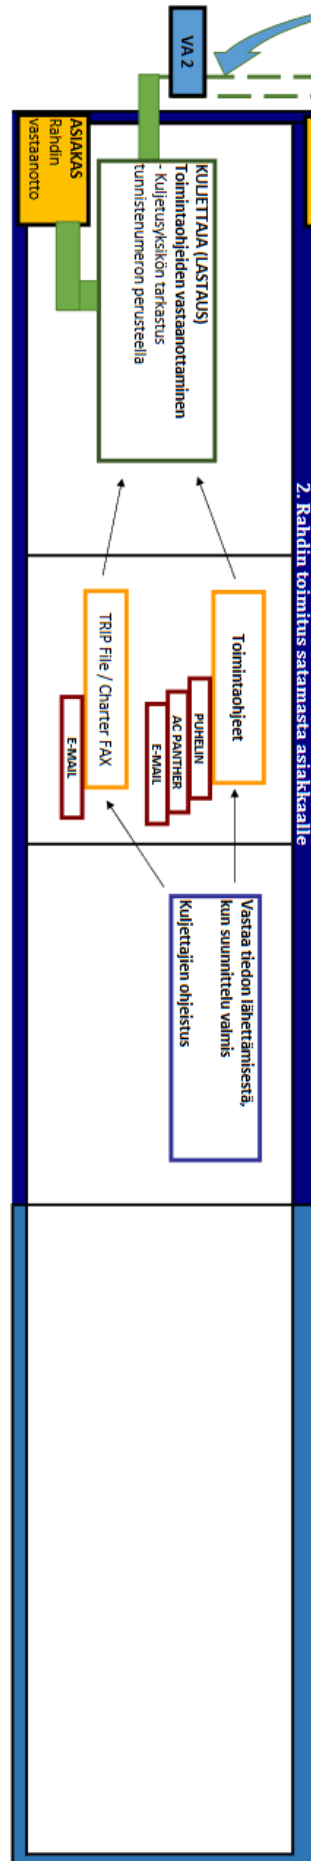 2. Rahdin toimitus satamasta asiakkaalle
VA 2
KULJETTAJA (LASTAUS)
Toimintaohjeiden vastaanottaminen
- Kuljetusyksikön tarkastus
tunnistenumeron perusteella
ASIAKAS
Rahdin
vastaanotto
Toimintaohjeet
PUHELIN
AC PANTHER
E-MAIL
TRIP File / Charter FAX
E-MAIL
Vastaa tiedon lähettämisestä,
kun suunnittelu valmis
Kuljettajien ohjeistus